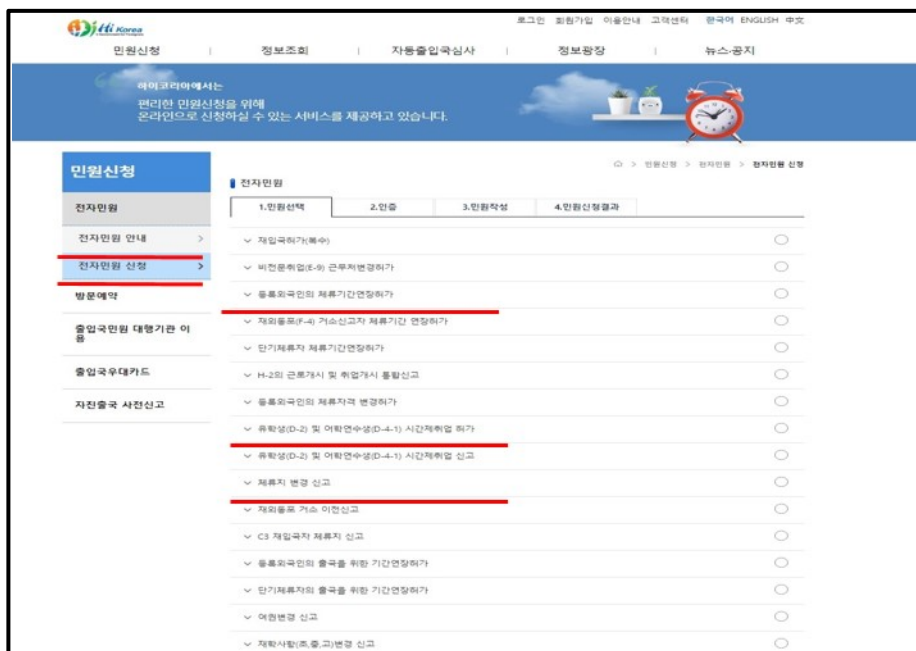 Hi Korea
로그인 회원가입 이용안내 고객센터 한국어 ENGLISH 中文
민원신청 | 정보조회 | 자동출입국심사 | 정보광장 | 뉴스·공지
하이코리아에서는
편리한 민원신청을 위해
온라인으로 신청하실 수 있는 서비스를 제공하고 있습니다.
민원신청
> 민원신청 > 전자민원 > 전자민원 신청
전자민원
전자민원
1.민원선택 2.인증 3.민원작성 4.민원신청결과
전자민원 안내 >
전자민원 신청 >
방문예약
출입국민원 대행기관 이
용
출입국우대카드
자진출국 사전신고
재입국허가(복수)
비전문취업(E-9) 근무처변경허가
등록외국인의 체류기간연장허가
재외동포(F-4) 거소신고자 체류기간 연장허가
단기체류자 체류기간연장허가
H-2의 근로개시 및 취업개시 통합신고
등록외국인의 체류자격 변경허가
유학생(D-2) 및 어학연수생(D-4-1) 시간제취업 허가
유학생(D-2) 및 어학연수생(D-4-1) 시간제취업 신고
체류지 변경 신고
재외동포 거소 이전신고
C3 재입국자 체류지 신고
등록외국인의 출국을 위한 기간연장허가
단기체류자의 출국을 위한 기간연장허가
여권변경 신고
재학사항(초,중,고)변경 신고